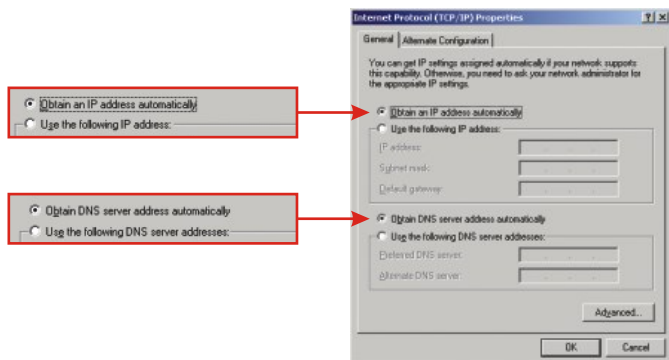 Obtain an IP address automatically
Use the following IP address:
Obtain DNS server address automatically
Use the following DNS server addresses:
Internet Protocol (TCP/IP) Properties
General
Alternate Configuration
You can get IP settings assigned automatically if your network supports
this capability. Otherwise, you need to ask your network administrator for
the appropriate IP settings.
Obtain an IP address automatically
Use the following IP address:
IP address:
Subnet mask:
Default gateway:
Obtain DNS server address automatically
Use the following DNS server addresses:
Preferred DNS server:
Alternate DNS server:
Advanced...
OK
Cancel